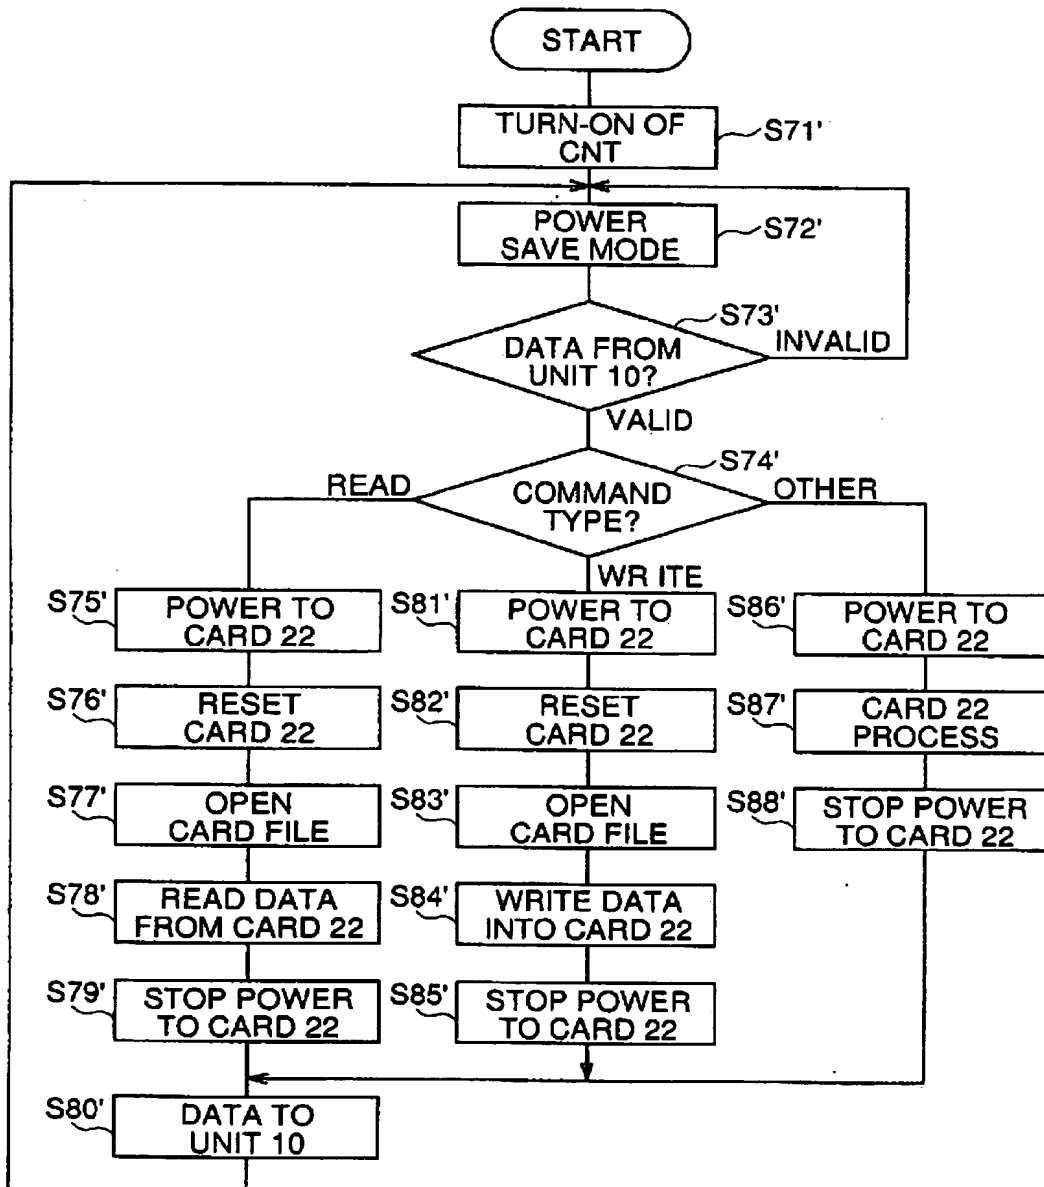 START
TURN-ON OF
CNT
S71'
POWER
SAVE MODE
S72'
S73'
DATA FROM
UNIT 10?
INVALID
VALID
S74'
READ
COMMAND
TYPE?
OTHER
WR ITE
S75'
POWER TO
CARD 22
S81'
POWER TO
CARD 22
S86'
POWER TO
CARD 22
S76'
RESET
CARD 22
S82'
RESET
CARD 22
S87'
CARD 22
PROCESS
S77'
OPEN
CARD FILE
S83'
OPEN
CARD FILE
S88'
STOP POWER
TO CARD 22
S78'
READ DATA
FROM CARD 22
S84'
WRITE DATA
INTO CARD 22
S79'
STOP POWER
TO CARD 22
S85'
STOP POWER
TO CARD 22
S80'
DATA TO
UNIT 10